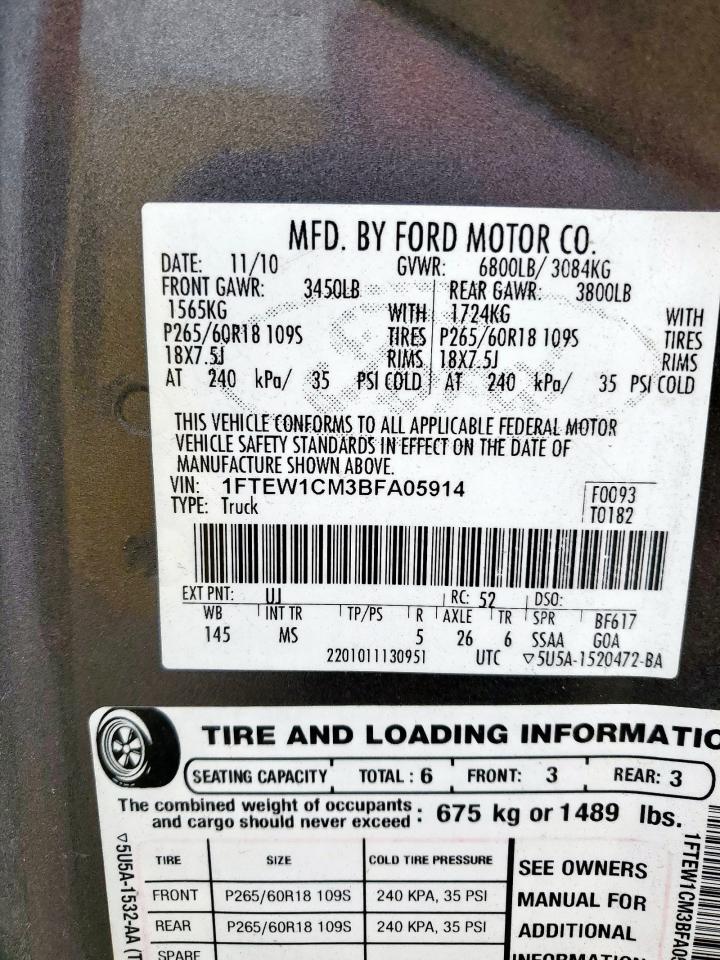 MFD. BY FORD MOTOR CO.
DATE: 11/10 GVWR: 6800LB/ 3084KG
FRONT GAWR: 3450LB REAR GAWR: 3800LB
1565KG WITH 1724KG WITH
P265/60R18 109S TIRES P265/60R18 109S TIRES
18X7.5J RIMS 18X7.5J RIMS
AT 240 kPa/ 35 PSI COLD AT 240 kPa/ 35 PSI COLD
THIS VEHICLE CONFORMS TO ALL APPLICABLE FEDERAL MOTOR
VEHICLE SAFETY STANDARDS IN EFFECT ON THE DATE OF
MANUFACTURE SHOWN ABOVE.
VIN: 1FTEW1CM3BFA05914 F0093
TYPE: Truck T0182
EXT PNT: UJ RC: 52 DSO:
WB INT TR TP/PS R AXLE TR SPR BF617
145 MS 5 26 6 SSAA GOA
2201011130951 UTC ▽5U5A-1520472-BA
TIRE AND LOADING INFORMATIO
SEATING CAPACITY TOTAL : 6 FRONT: 3 REAR: 3
The combined weight of occupants
and cargo should never exceed : 675 kg or 1489 lbs.
TIRE SIZE COLD TIRE PRESSURE SEE OWNERS
FRONT P265/60R18 109S 240 KPA, 35 PSI MANUAL FOR
REAR P265/60R18 109S 240 KPA, 35 PSI ADDITIONAL
SPARE INFORMATION
▽5U5A-1532-AA (T
1FTEW1CM3BFA0